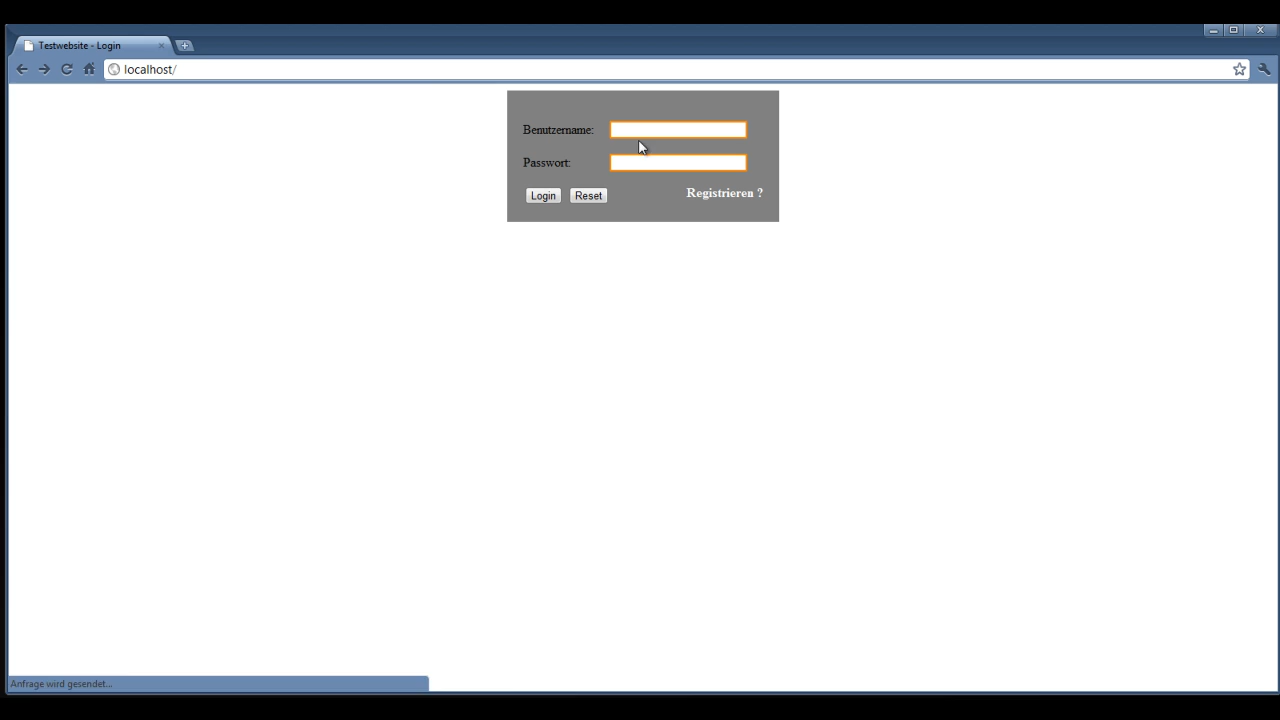 Testwebsite - Login
localhost/
Benutzername:
Passwort:
Login Reset Registrieren ?
Anfrage wird gesendet...